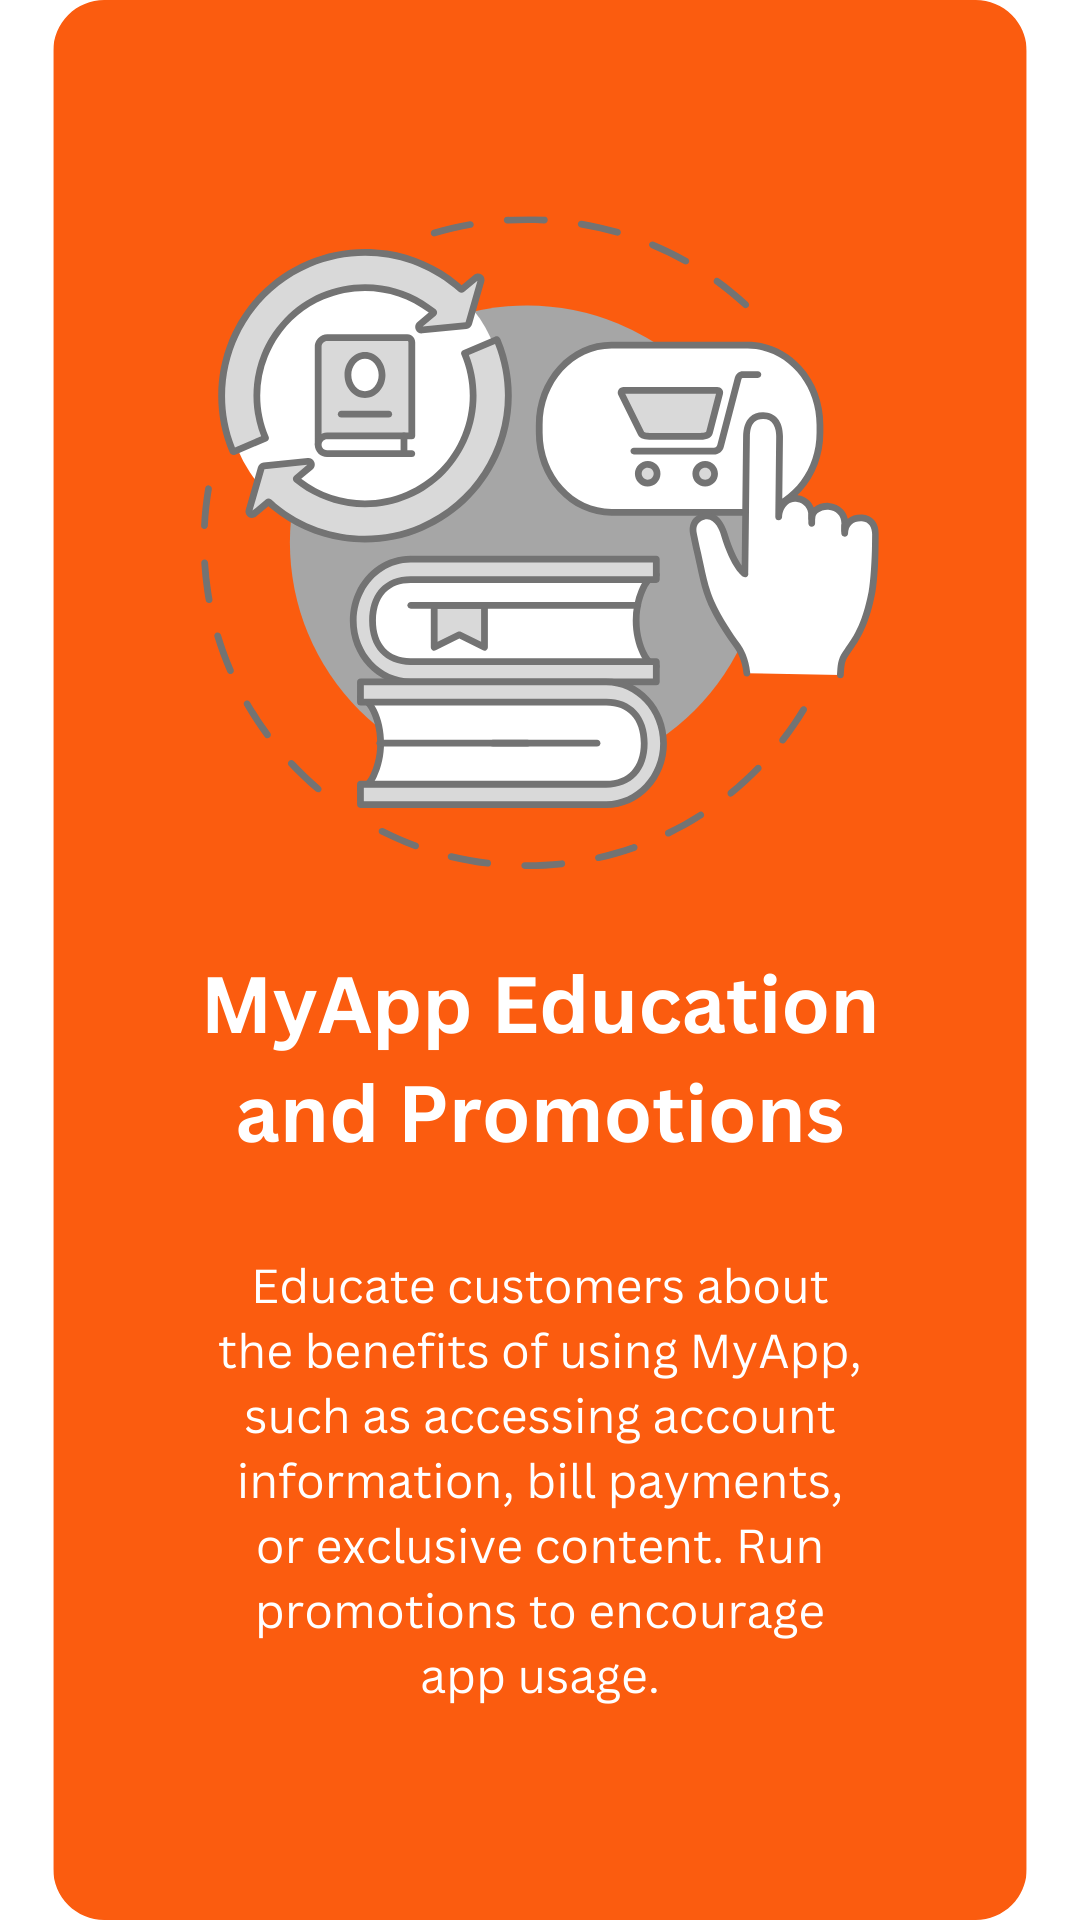 MyApp Education
and Promotions
Educate customers about
the benefits of using MyApp,
such as accessing account
information, bill payments,
or exclusive content. Run
promotions to encourage
app usage.